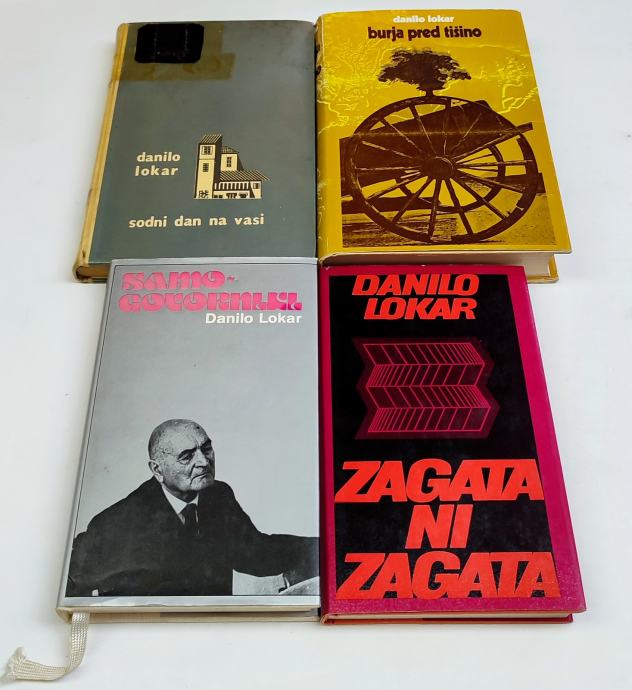 danilo
lokar
sodni dan na vasi
danilo lokar
burja pred tišino
SAMO-
GOVORNIKI
Danilo Lokar
DANILO
LOKAR
ZAGATA
NI
ZAGATA